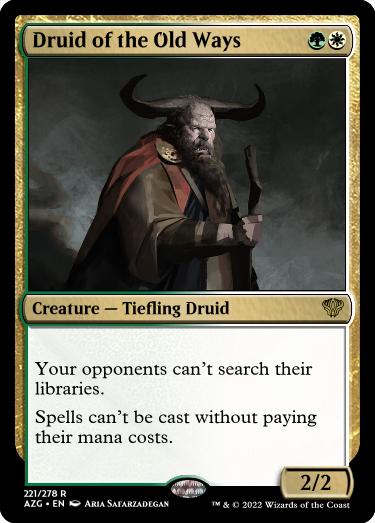 Druid of the Old Ways
Creature — Tiefling Druid
Your opponents can't search their
libraries.
Spells can't be cast without paying
their mana costs.
2/2
221/278 R
AZG • EN Aria Safarzadegan
™ & © 2022 Wizards of the Coast